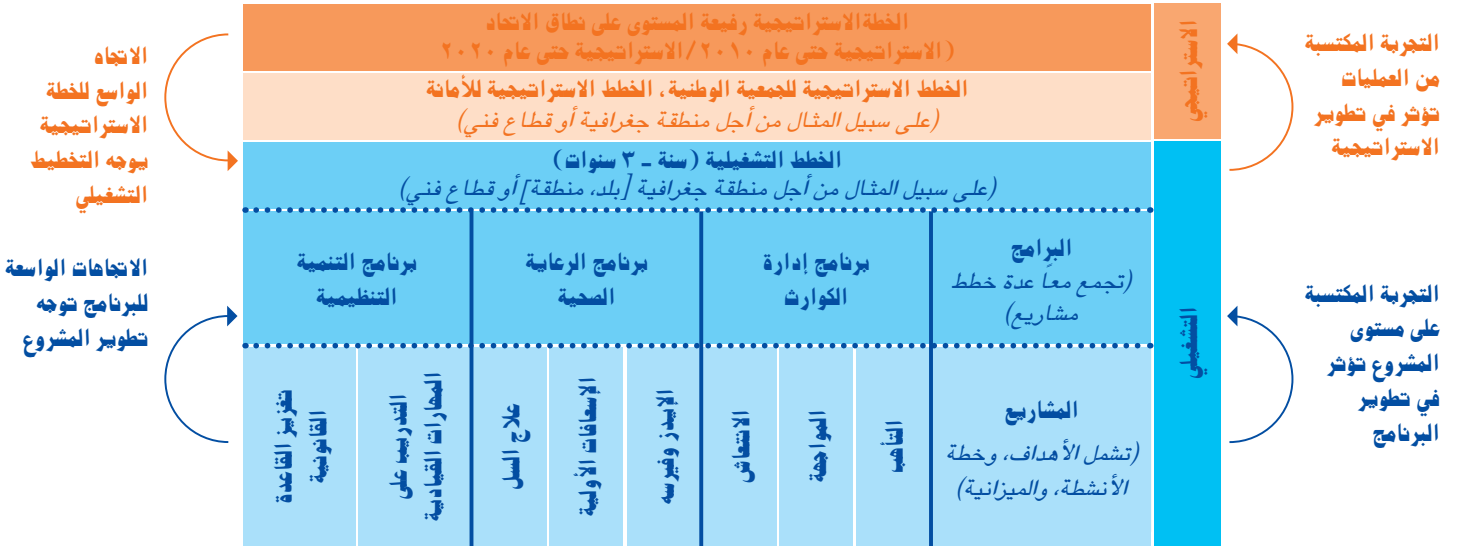 التجربة المكتسبة
من العمليات
تؤثر في تطوير
الاستراتيجية
الاستراتيجي
الخطة الاستراتيجية رفيعة المستوى على نطاق الاتحاد
(الاستراتيجية حتى عام ٢٠١٠/الاستراتيجية حتى عام ٢٠٢٠
الخطط الاستراتيجية للجمعية الوطنية، الخطط الاستراتيجية للأمانة
(على سبيل المثال من أجل منطقة جغرافية أو قطاع فني)
الاتجاه
الواسع للخطة
الاستراتيجية
يوجه التخطيط
التشغيلي
التجربة المكتسبة
على مستوى
المشروع تؤثر
في تطوير
البرنامج
التشغيلي
الخطط التشغيلية (سنة - ٣ سنوات)
(على سبيل المثال من أجل منطقة جغرافية [بلد، منطقة] أو قطاع فني)
البرامج
(تجمع معاً عدة خطط
مشاريع)
برنامج إدارة
الكوارث
برنامج الرعاية
الصحية
برنامج التنمية
التنظيمية
المشاريع
(تشمل الأهداف، وخطة
الأنشطة، والميزانية)
التأهب
المواجهة
الانتعاش
الإيدز وفيرسه
الإسعافات الأولية
علاج السل
التدريب على
المهارات القيادية
تغزيز القاعدة
القانونية
الاتجاهات الواسعة
للبرنامج توجه
تطوير المشروع